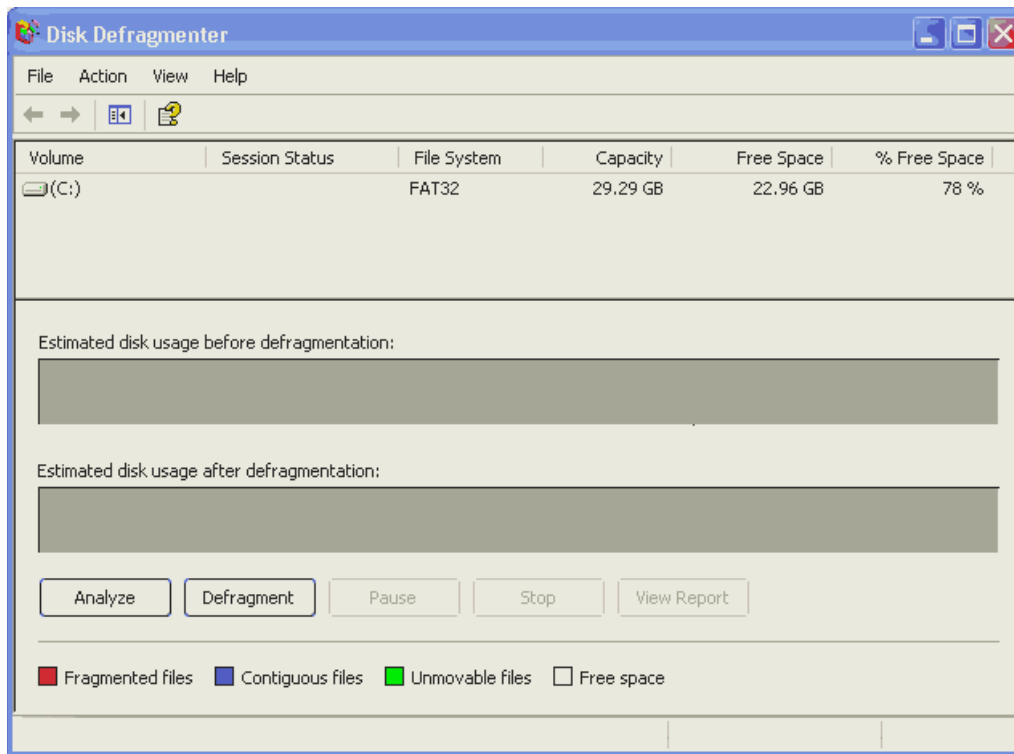 Disk Defragmenter
File Action View Help
Volume Session Status File System Capacity Free Space % Free Space
(C:) FAT32 29.29 GB 22.96 GB 78 %
Estimated disk usage before defragmentation:
Estimated disk usage after defragmentation:
Analyze Defragment Pause Stop View Report
Fragmented files Contiguous files Unmovable files Free space